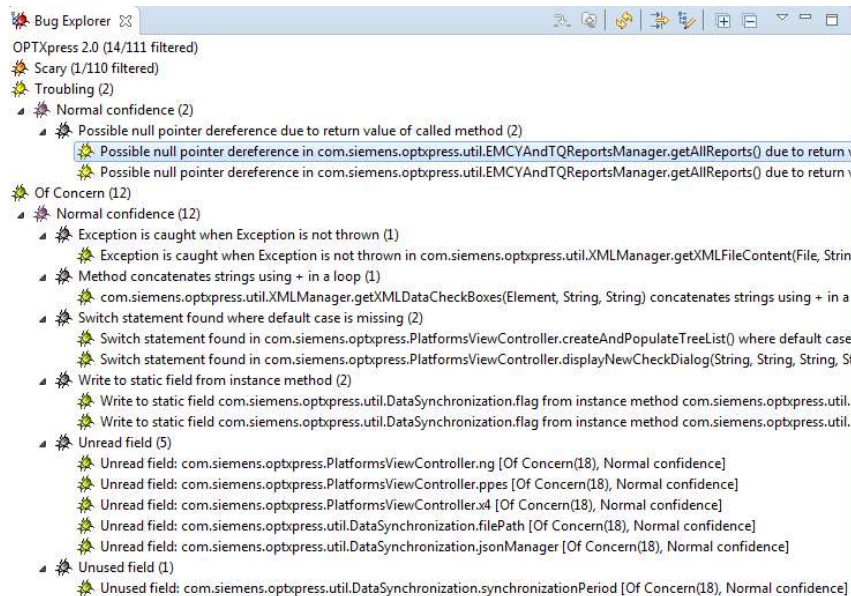 Bug Explorer
OPTXpress 2.0 (14/111 filtered)
Scary (1/110 filtered)
Troubling (2)
Normal confidence (2)
Possible null pointer dereference due to return value of called method (2)
Possible null pointer dereference in com.siemens.optxpress.util.EMCYAndTQReportsManager.getAllReports() due to return
Possible null pointer dereference in com.siemens.optxpress.util.EMCYAndTQReportsManager.getAllReports() due to return
Of Concern (12)
Normal confidence (12)
Exception is caught when Exception is not thrown (1)
Exception is caught when Exception is not thrown in com.siemens.optxpress.util.XMLManager.getXMLFileContent(File, Strin
Method concatenates strings using + in a loop (1)
com.siemens.optxpress.util.XMLManager.getXMLDataCheckBoxes(Element, String, String) concatenates strings using + in a
Switch statement found where default case is missing (2)
Switch statement found in com.siemens.optxpress.PlatformsViewController.createAndPopulateTreeList() where default case
Switch statement found in com.siemens.optxpress.PlatformsViewController.displayNewCheckDialog(String, String, String, St
Write to static field from instance method (2)
Write to static field com.siemens.optxpress.util.DataSynchronization.flag from instance method com.siemens.optxpress.util.
Write to static field com.siemens.optxpress.util.DataSynchronization.flag from instance method com.siemens.optxpress.util.
Unread field (5)
Unread field: com.siemens.optxpress.PlatformsViewController.ng [Of Concern(18), Normal confidence]
Unread field: com.siemens.optxpress.PlatformsViewController.ppes [Of Concern(18), Normal confidence]
Unread field: com.siemens.optxpress.PlatformsViewController.x4 [Of Concern(18), Normal confidence]
Unread field: com.siemens.optxpress.util.DataSynchronization.filePath [Of Concern(18), Normal confidence]
Unread field: com.siemens.optxpress.util.DataSynchronization.jsonManager [Of Concern(18), Normal confidence]
Unused field (1)
Unused field: com.siemens.optxpress.util.DataSynchronization.synchronizationPeriod [Of Concern(18), Normal confidence]